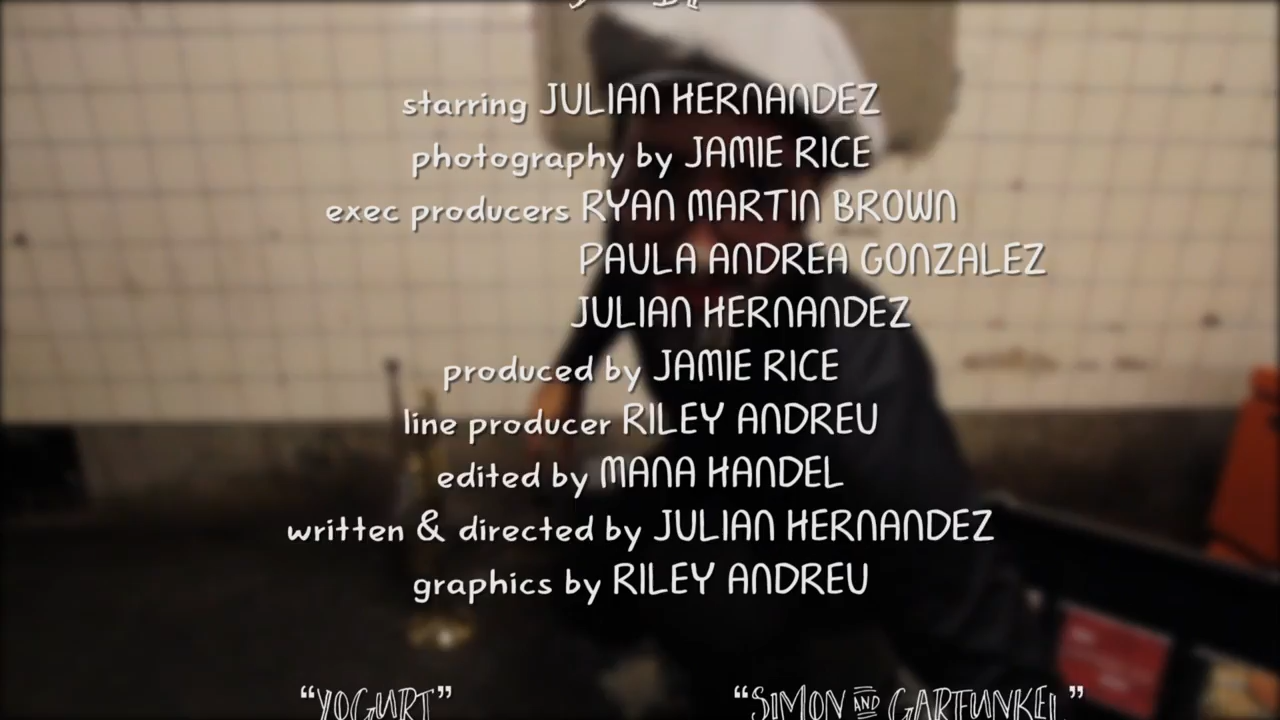 starring JULIAN HERNANDEZ
photography by JAMIE RICE
exec producers RYAN MARTIN BROWN
PAULA ANDREA GONZALEZ
JULIAN HERNANDEZ
produced by JAMIE RICE
line producer RILEY ANDREU
edited by MANA HANDEL
written & directed by JULIAN HERNANDEZ
graphics by RILEY ANDREU
“YOGURT” “SIMON AND GARFUNKEL”